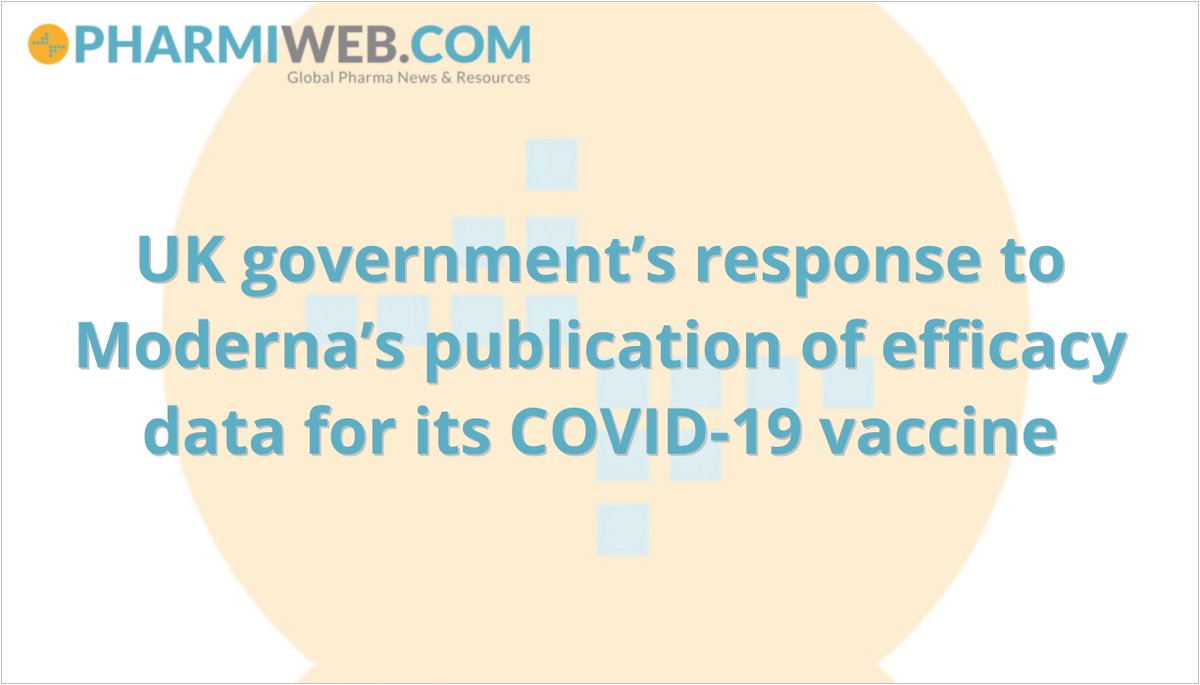 PHARMIWEB.COM
Global Pharma News & Resources
UK government’s response to
Moderna’s publication of efficacy
data for its COVID-19 vaccine